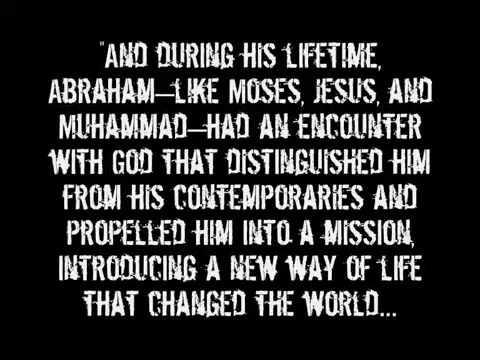 "AND DURING HIS LIFETIME,
ABRAHAM—LIKE MOSES, JESUS, AND
MUHAMMAD—HAD AN ENCOUNTER
WITH GOD THAT DISTINGUISHED HIM
FROM HIS CONTEMPORARIES AND
PROPELLED HIM INTO A MISSION,
INTRODUCING A NEW WAY OF LIFE
THAT CHANGED THE WORLD...